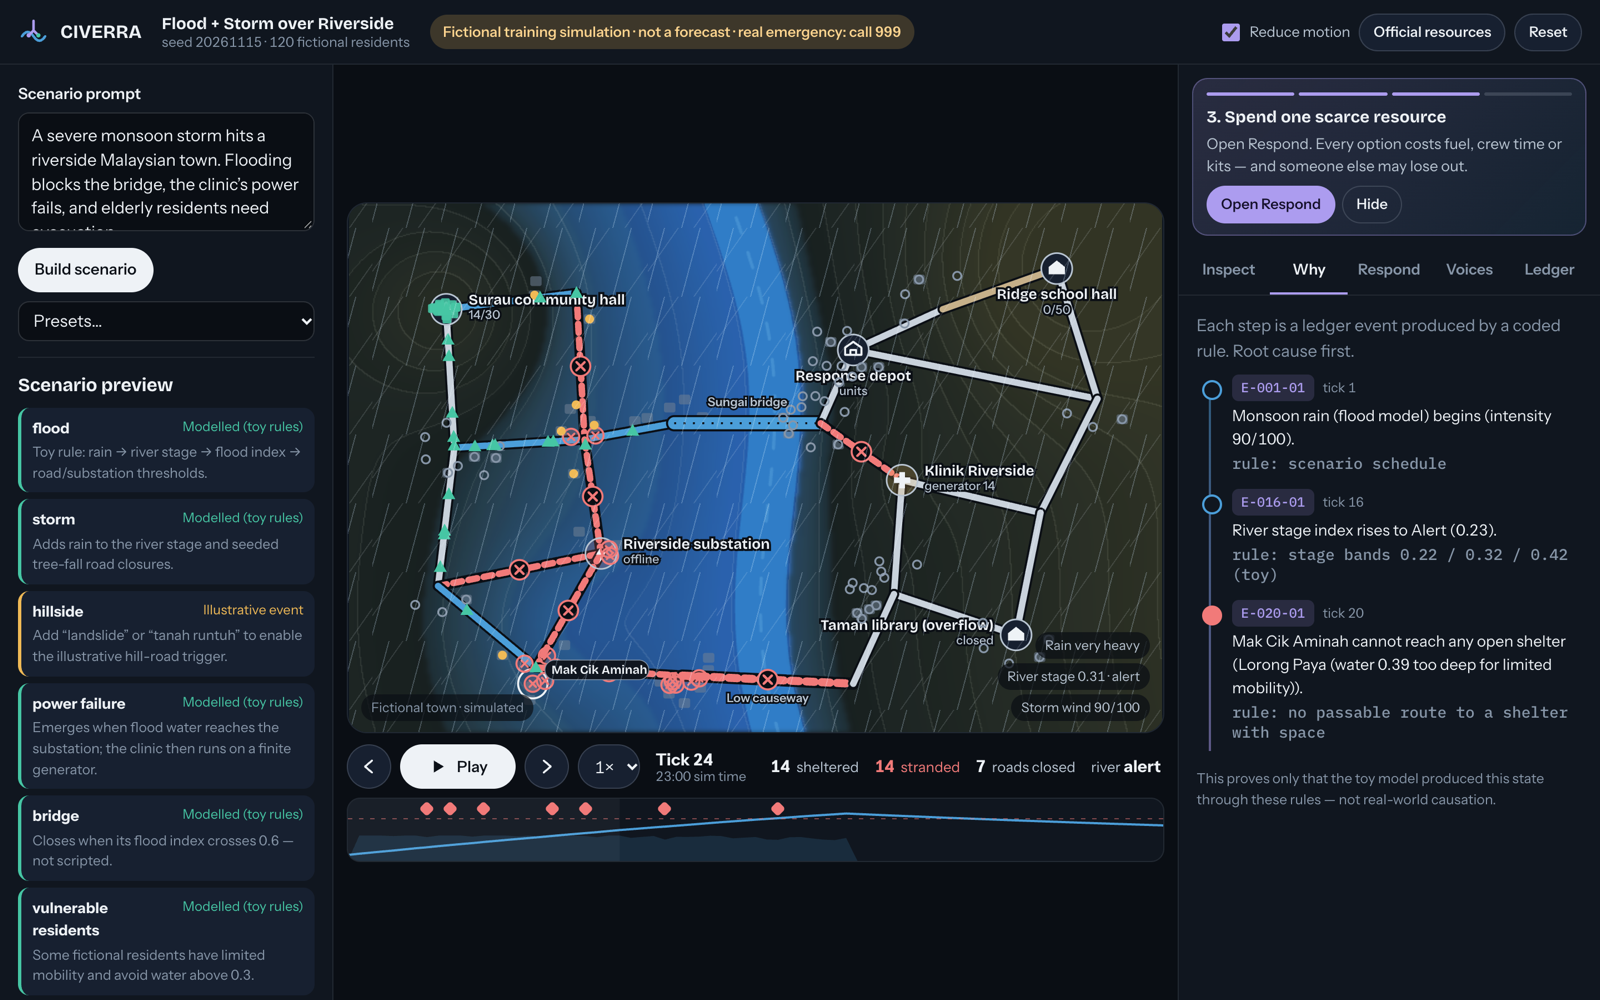 CIVERRA
Flood + Storm over Riverside
seed 20261115 · 120 fictional residents
Fictional training simulation · not a forecast · real emergency: call 999
Reduce motion
Official resources
Reset
Scenario prompt
A severe monsoon storm hits a
riverside Malaysian town. Flooding
blocks the bridge, the clinic's power
fails, and elderly residents need
Build scenario
Presets...
Scenario preview
flood
Modelled (toy rules)
Toy rule: rain → river stage → flood index →
road/substation thresholds.
storm
Modelled (toy rules)
Adds rain to the river stage and seeded
tree-fall road closures.
hillside
Illustrative event
Add “landslide” or “tanah runtuh” to enable
the illustrative hill-road trigger.
power failure
Modelled (toy rules)
Emerges when flood water reaches the
substation; the clinic then runs on a finite
generator.
bridge
Modelled (toy rules)
Closes when its flood index crosses 0.6 —
not scripted.
vulnerable
residents
Modelled (toy rules)
Some fictional residents have limited
mobility and avoid water above 0.3.
Surau community hall
14/30
Ridge school hall
0/50
Response depot
units
Sungai bridge
Klinik Riverside
generator 14
Riverside substation
offline
Taman library (overflow)
closed
Mak Cik Aminah
Low causeway
Rain very heavy
River stage 0.31 · alert
Storm wind 90/100
Fictional town · simulated
Play
1×
Tick 24
23:00 sim time
14 sheltered
14 stranded
7 roads closed
river alert
3. Spend one scarce resource
Open Respond. Every option costs fuel, crew time or
kits — and someone else may lose out.
Open Respond
Hide
Inspect
Why
Respond
Voices
Ledger
Each step is a ledger event produced by a coded
rule. Root cause first.
E-001-01 tick 1
Monsoon rain (flood model) begins (intensity
90/100).
rule: scenario schedule
E-016-01 tick 16
River stage index rises to Alert (0.23).
rule: stage bands 0.22 / 0.32 / 0.42
(toy)
E-020-01 tick 20
Mak Cik Aminah cannot reach any open shelter
(Lorong Paya (water 0.39 too deep for limited
mobility)).
rule: no passable route to a shelter
with space
This proves only that the toy model produced this state
through these rules — not real-world causation.